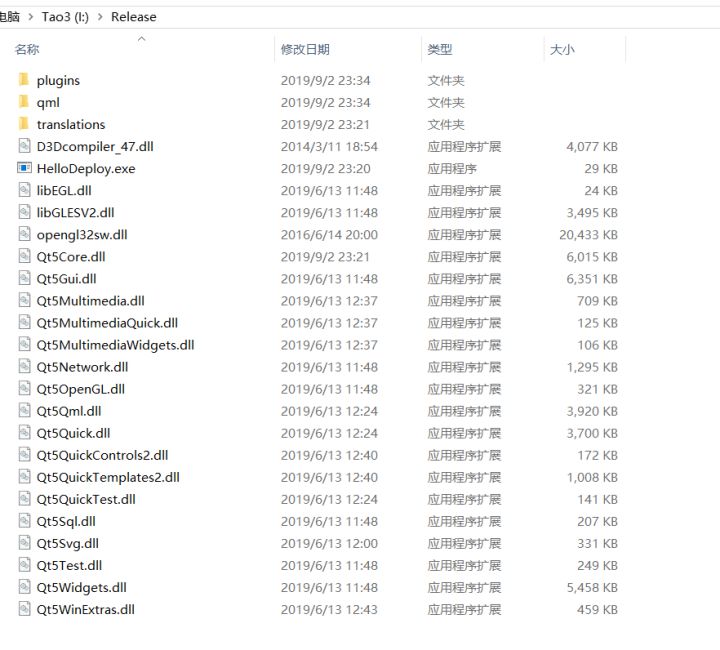 电脑 > Tao3 (I:) > Release
名称 修改日期 类型 大小
plugins 2019/9/2 23:34 文件夹
qml 2019/9/2 23:34 文件夹
translations 2019/9/2 23:21 文件夹
D3Dcompiler_47.dll 2014/3/11 18:54 应用程序扩展 4,077 KB
HelloDeploy.exe 2019/9/2 23:20 应用程序 29 KB
libEGL.dll 2019/6/13 11:48 应用程序扩展 24 KB
libGLESV2.dll 2019/6/13 11:48 应用程序扩展 3,495 KB
opengl32sw.dll 2016/6/14 20:00 应用程序扩展 20,433 KB
Qt5Core.dll 2019/9/2 23:21 应用程序扩展 6,015 KB
Qt5Gui.dll 2019/6/13 11:48 应用程序扩展 6,351 KB
Qt5Multimedia.dll 2019/6/13 12:37 应用程序扩展 709 KB
Qt5MultimediaQuick.dll 2019/6/13 12:37 应用程序扩展 125 KB
Qt5MultimediaWidgets.dll 2019/6/13 12:37 应用程序扩展 106 KB
Qt5Network.dll 2019/6/13 11:48 应用程序扩展 1,295 KB
Qt5OpenGL.dll 2019/6/13 11:48 应用程序扩展 321 KB
Qt5Qml.dll 2019/6/13 12:24 应用程序扩展 3,920 KB
Qt5Quick.dll 2019/6/13 12:24 应用程序扩展 3,700 KB
Qt5QuickControls2.dll 2019/6/13 12:40 应用程序扩展 172 KB
Qt5QuickTemplates2.dll 2019/6/13 12:40 应用程序扩展 1,008 KB
Qt5QuickTest.dll 2019/6/13 12:24 应用程序扩展 141 KB
Qt5Sql.dll 2019/6/13 11:48 应用程序扩展 207 KB
Qt5Svg.dll 2019/6/13 12:00 应用程序扩展 331 KB
Qt5Test.dll 2019/6/13 11:48 应用程序扩展 249 KB
Qt5Widgets.dll 2019/6/13 11:48 应用程序扩展 5,458 KB
Qt5WinExtras.dll 2019/6/13 12:43 应用程序扩展 459 KB